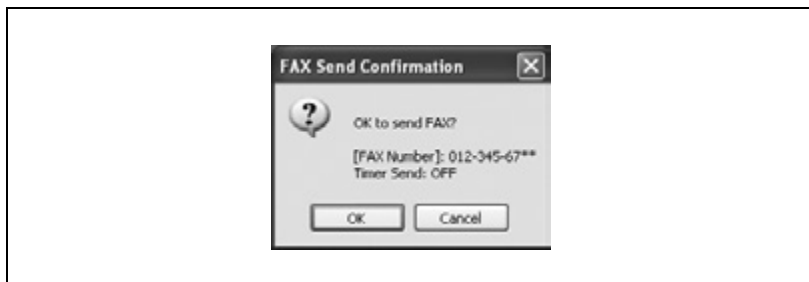 FAX Send Confirmation
OK to send FAX?
[FAX Number]: 012-345-67**
Timer Send: OFF
OK
Cancel